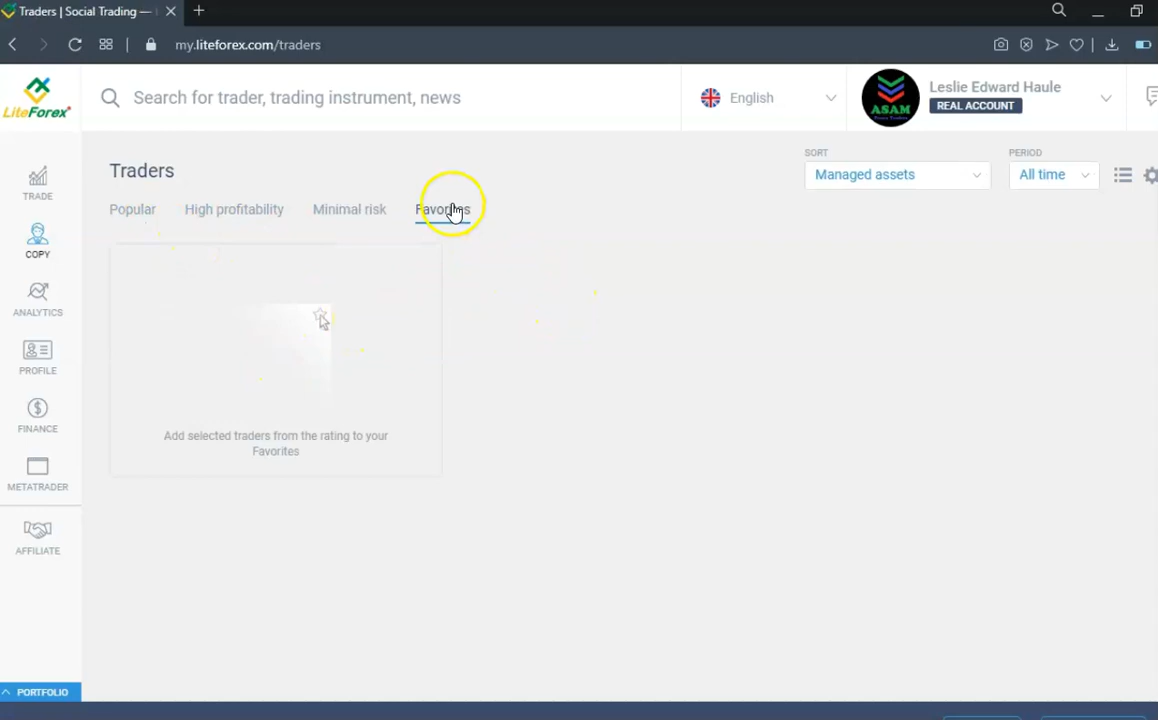 Traders | Social Trading —
my.liteforex.com/traders
LiteForex
Search for trader, trading instrument, news
English
ASAM
Leslie Edward Haule
REAL ACCOUNT
TRADE
COPY
ANALYTICS
PROFILE
FINANCE
METATRADER
AFFILIATE
PORTFOLIO
Traders
SORT
Managed assets
PERIOD
All time
Popular
High profitability
Minimal risk
Favorites
Add selected traders from the rating to your
Favorites